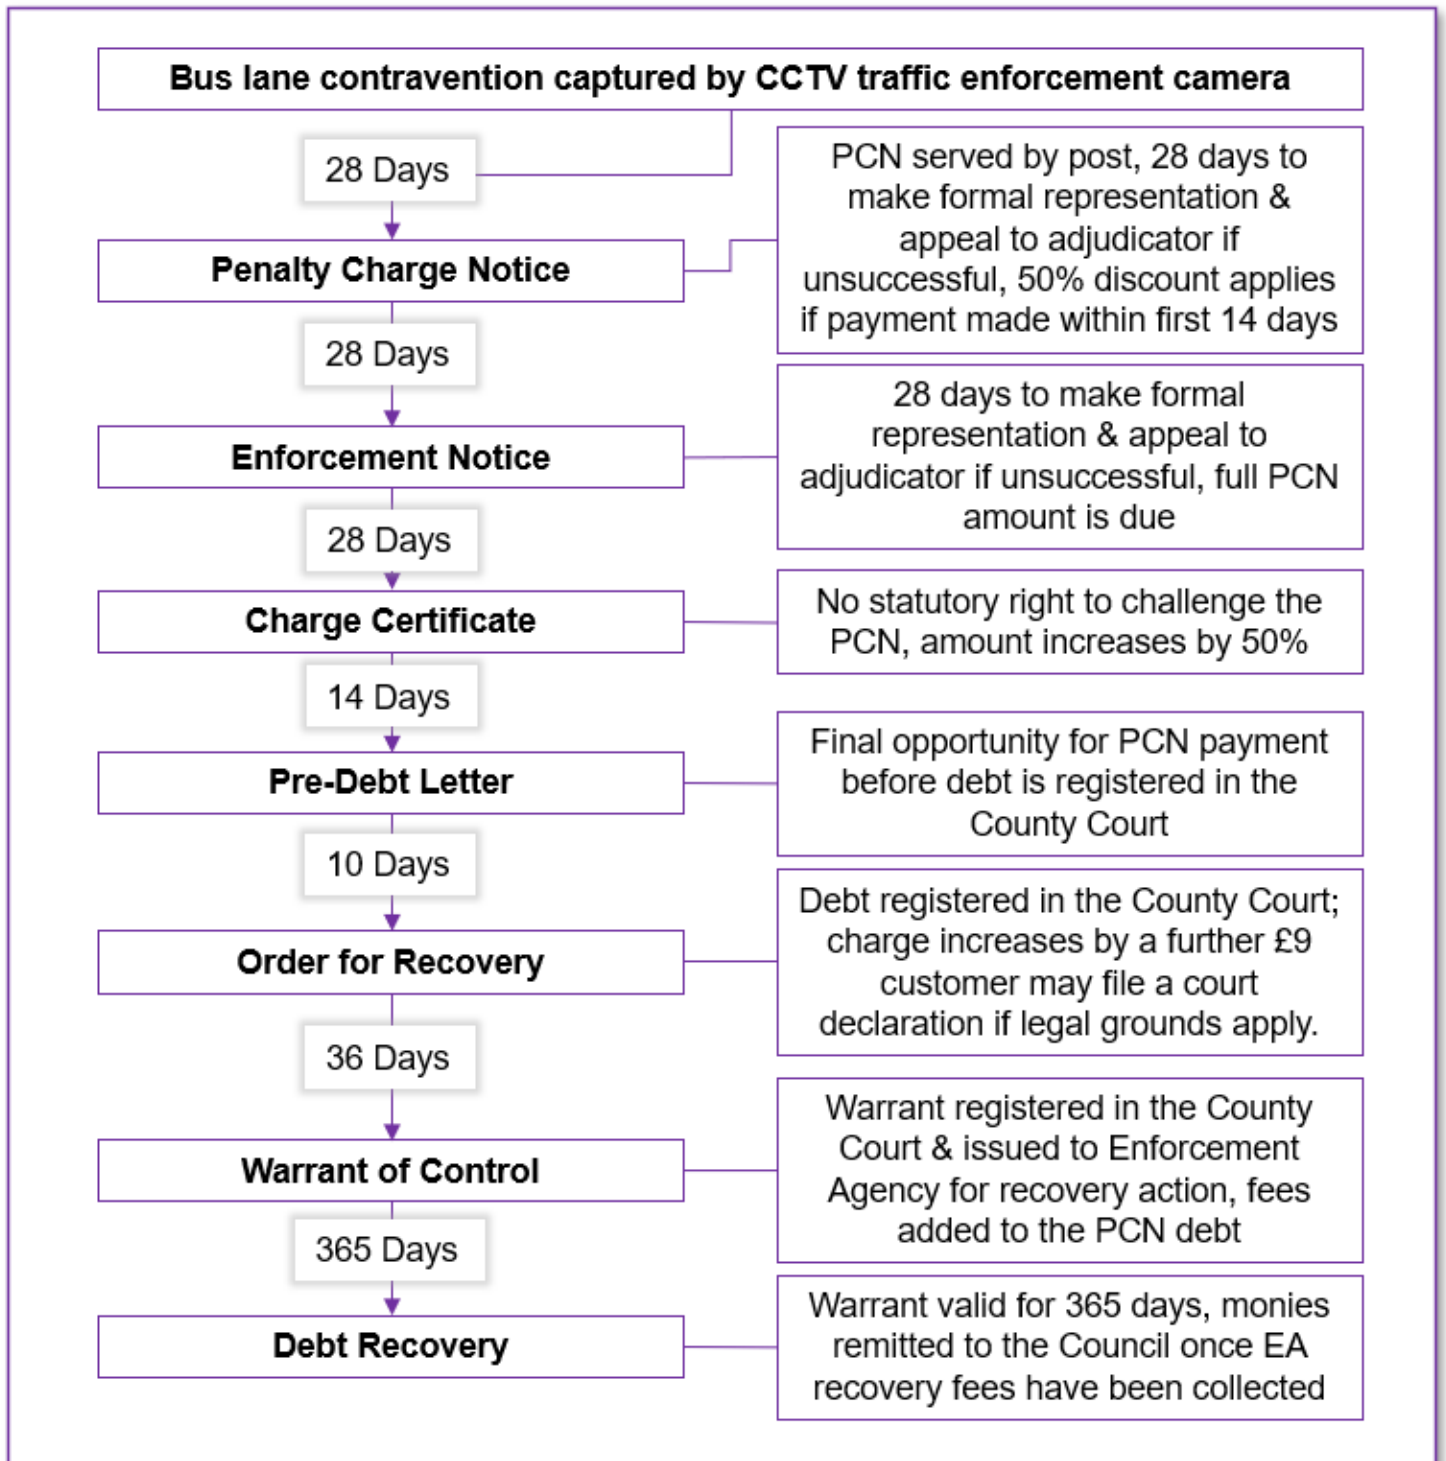 Bus lane contravention captured by CCTV traffic enforcement camera
28 Days
PCN served by post, 28 days to
make formal representation &
appeal to adjudicator if
unsuccessful, 50% discount applies
if payment made within first 14 days
Penalty Charge Notice
28 Days
28 days to make formal
representation & appeal to
adjudicator if unsuccessful, full PCN
amount is due
Enforcement Notice
28 Days
No statutory right to challenge the
PCN, amount increases by 50%
Charge Certificate
14 Days
Final opportunity for PCN payment
before debt is registered in the
County Court
Pre-Debt Letter
10 Days
Debt registered in the County Court;
charge increases by a further £9
customer may file a court
declaration if legal grounds apply.
Order for Recovery
36 Days
Warrant registered in the County
Court & issued to Enforcement
Agency for recovery action, fees
added to the PCN debt
Warrant of Control
365 Days
Warrant valid for 365 days, monies
remitted to the Council once EA
recovery fees have been collected
Debt Recovery